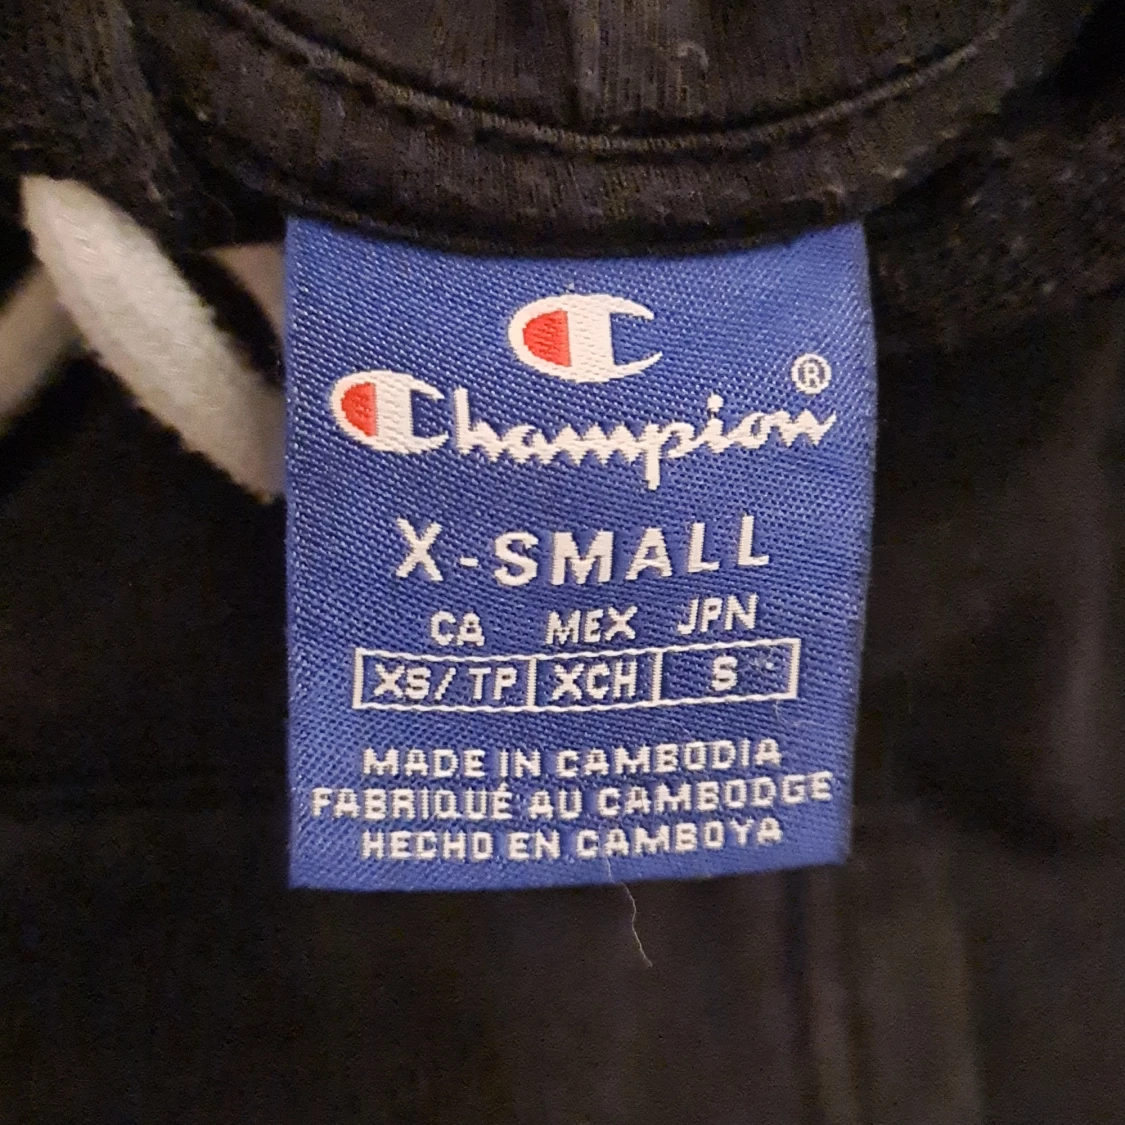 Champion®
X-SMALL
CA MEX JPN
XS/TP XCH S
MADE IN CAMBODIA
FABRIQUÉ AU CAMBODGE
HECHO EN CAMBOYA